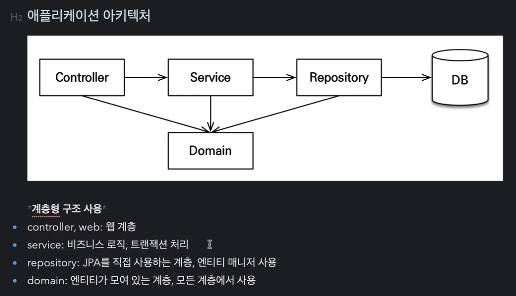 H2 애플리케이션 아키텍처
Controller
Service
Repository
DB
Domain
*계층형 구조 사용*
controller, web: 웹 계층
service: 비즈니스 로직, 트랜잭션 처리
repository: JPA를 직접 사용하는 계층, 엔티티 매니저 사용
domain: 엔티티가 모여 있는 계층, 모든 계층에서 사용